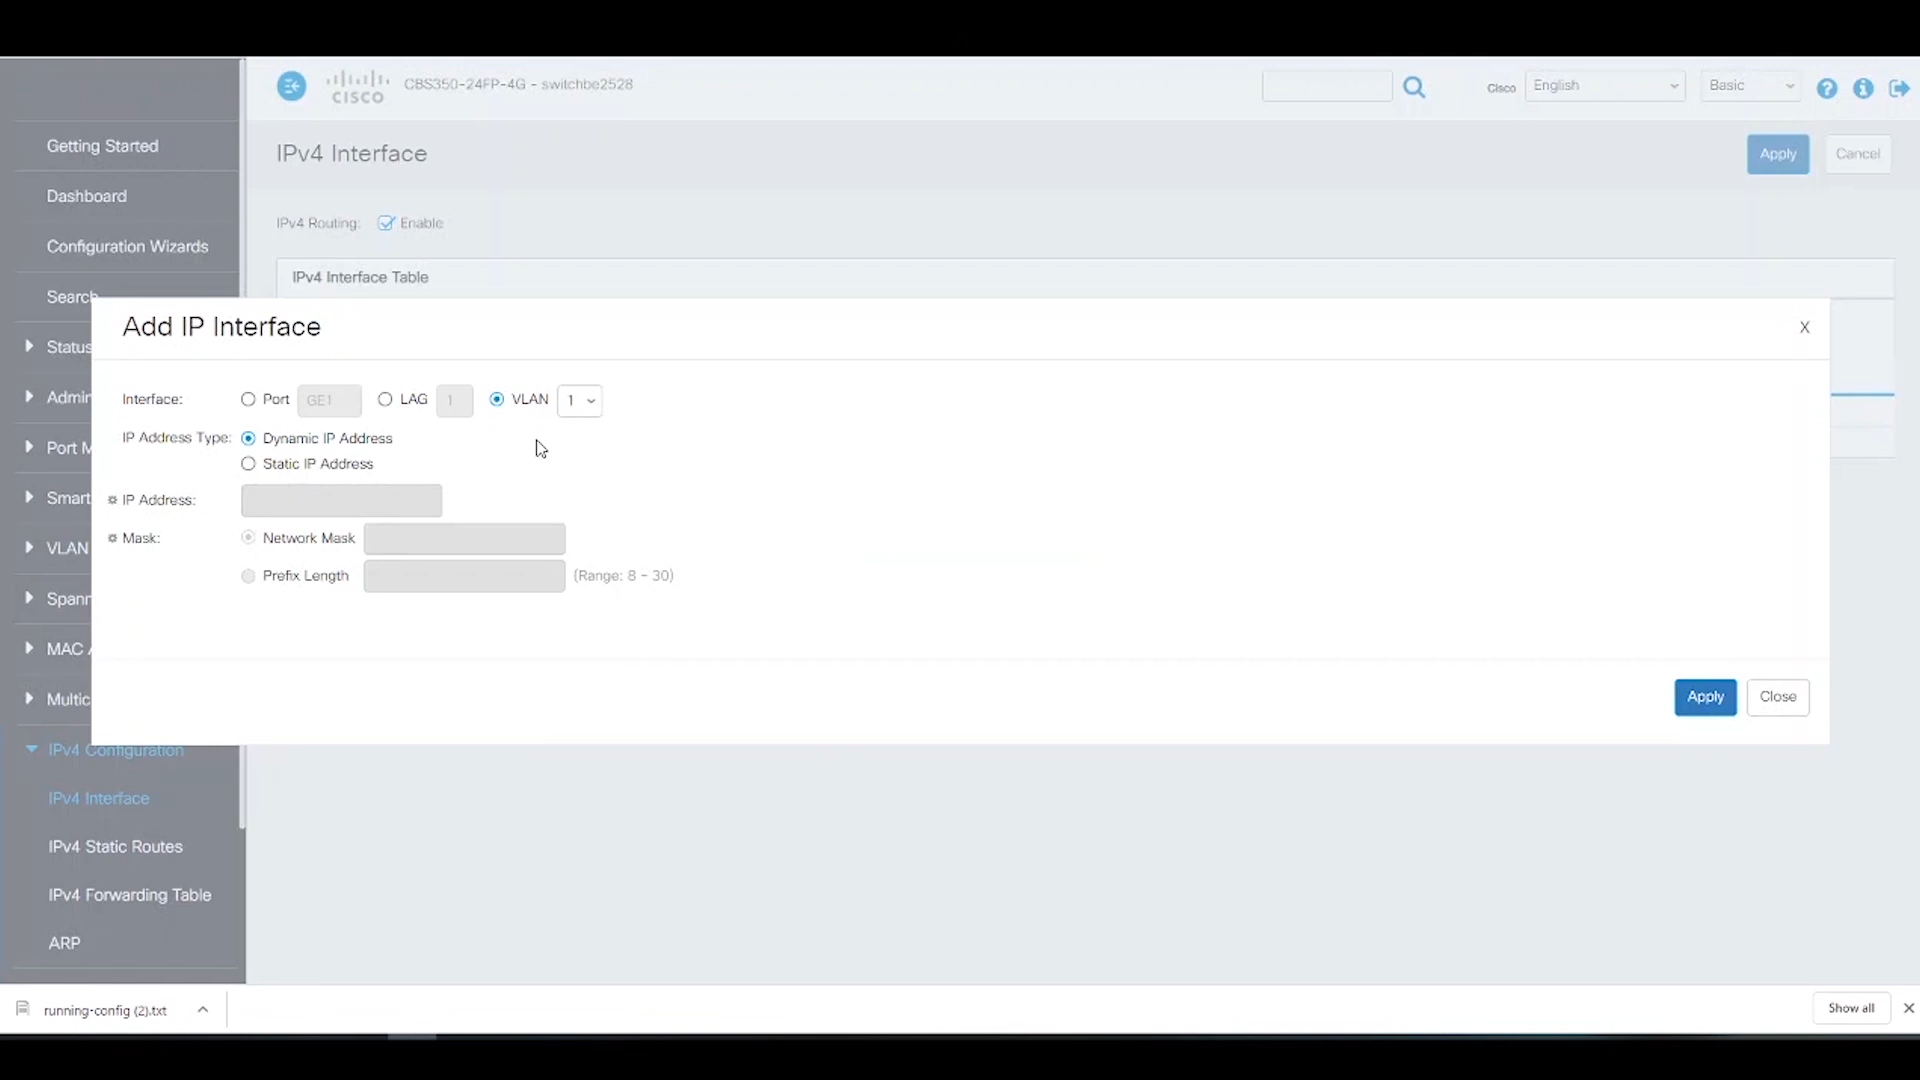 CISCO
CBS350-24FP-4G - switchbe2528
Cisco English Basic
Getting Started
Dashboard
Configuration Wizards
Search
Status
Admin
Port M
Smart
VLAN
Spann
MAC A
Multic
IPv4 Configuration
IPv4 Interface
IPv4 Static Routes
IPv4 Forwarding Table
ARP
IPv4 Interface
Apply Cancel
IPv4 Routing: Enable
IPv4 Interface Table
Add IP Interface X
Interface: Port GE1 LAG 1 VLAN 1
IP Address Type: Dynamic IP Address
Static IP Address
IP Address:
Mask: Network Mask
Prefix Length (Range: 8 - 30)
Apply Close
running-config (2).txt Show all